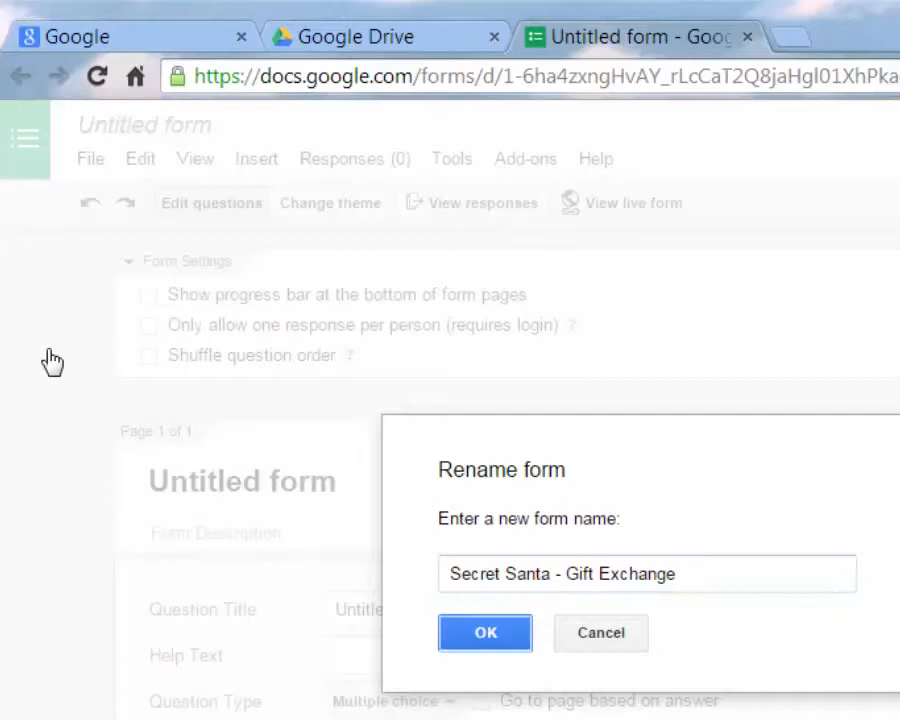 Google
Google Drive
Untitled form - Goog
https://docs.google.com/forms/d/1-6ha4zxngHvAY_rLcCaT2Q8jaHgl01XhPka
Untitled form
File Edit View Insert Responses (0) Tools Add-ons Help
Edit questions Change theme View responses View live form
Form Settings
Show progress bar at the bottom of form pages
Only allow one response per person (requires login) ?
Shuffle question order ?
Page 1 of 1
Untitled form
Form Description
Rename form
Enter a new form name:
Secret Santa - Gift Exchange
OK Cancel
Question Title Untitle
Help Text
Question Type Multiple choice Go to page based on answer